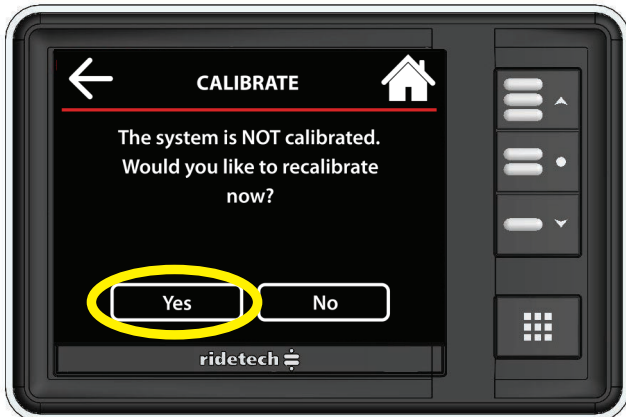 CALIBRATE
The system is NOT calibrated.
Would you like to recalibrate
now?
Yes No
ridetech